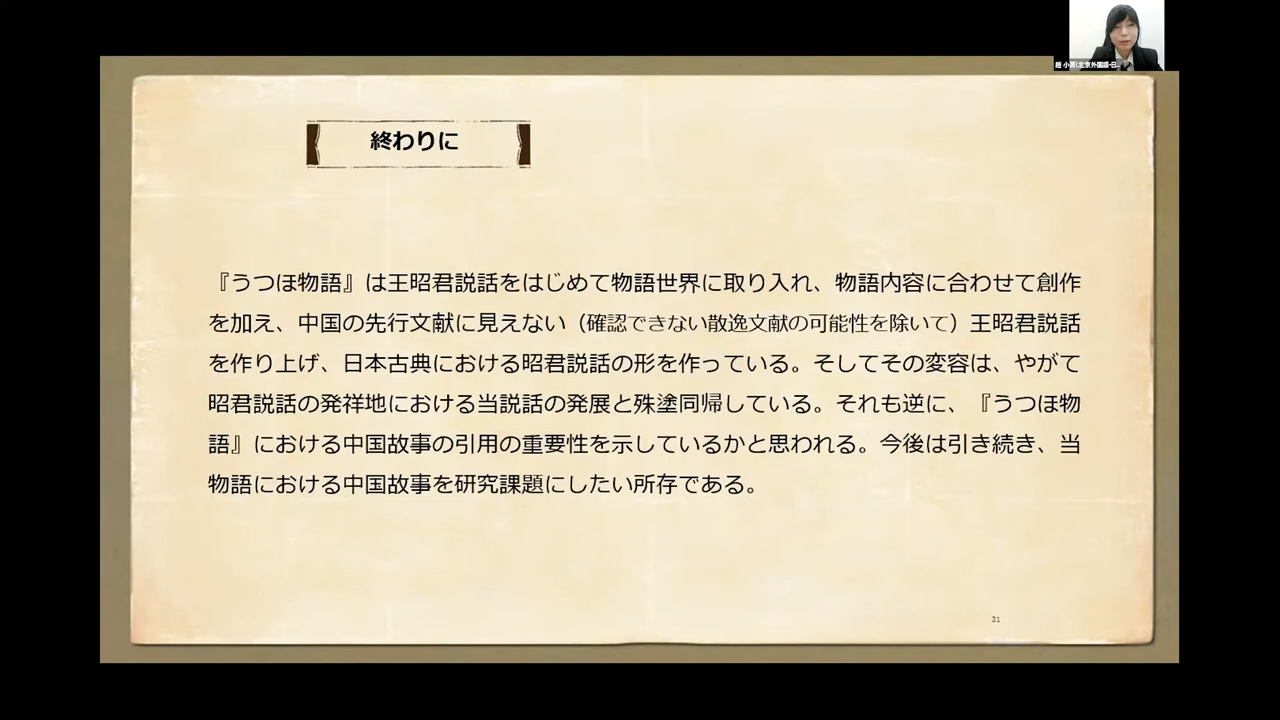 趙 小菁(北京外国語・日...
終わりに
『うつほ物語』は王昭君説話をはじめて物語世界に取り入れ、物語内容に合わせて創作
を加え、中国の先行文献に見えない（確認できない散逸文献の可能性を除いて）王昭君説話
を作り上げ、日本古典における昭君説話の形を作っている。そしてその変容は、やがて
昭君説話の発祥地における当説話の発展と殊塗同帰している。それも逆に、『うつほ物
語』における中国故事の引用の重要性を示しているかと思われる。今後は引き続き、当
物語における中国故事を研究課題にしたい所存である。
31